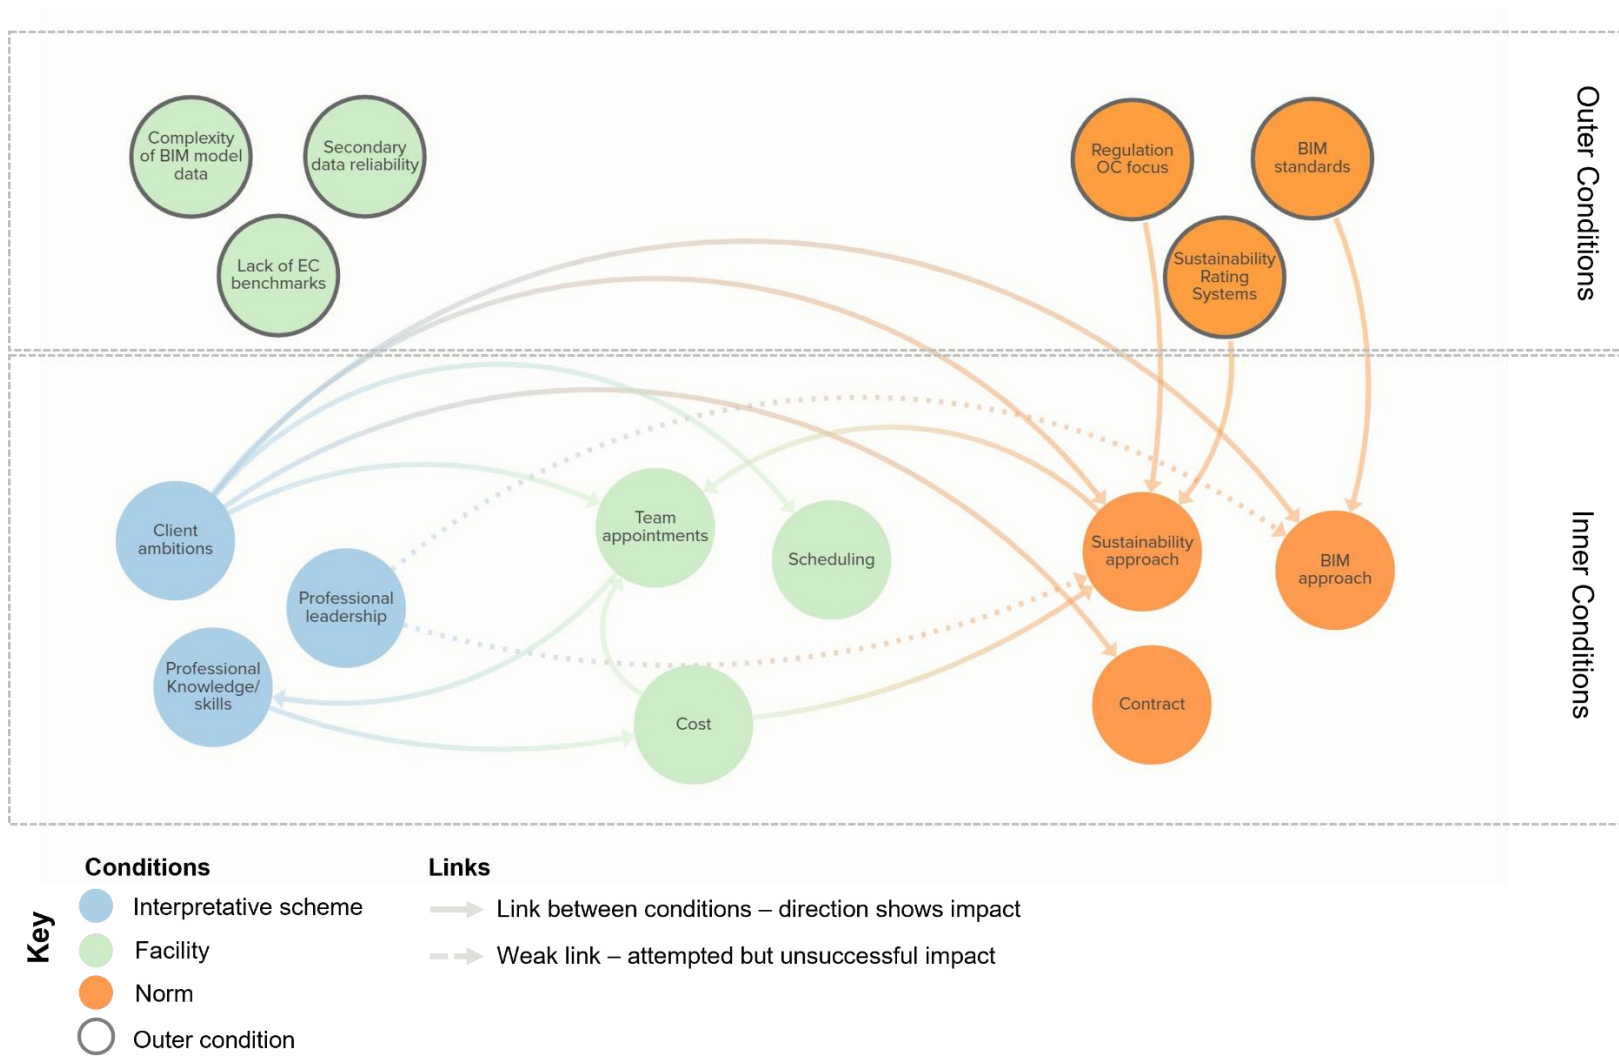 Complexity
of BIM model
data
Secondary
data reliability
Lack of EC
benchmarks
Regulation
OC focus
BIM
standards
Sustainability
Rating
Systems
Outer Conditions
Client
ambitions
Professional
leadership
Professional
Knowledge/
skills
Team
appointments
Scheduling
Cost
Sustainability
approach
BIM
approach
Contract
Inner Conditions
Key
Conditions
Interpretative scheme
Facility
Norm
Outer condition
Links
Link between conditions – direction shows impact
Weak link – attempted but unsuccessful impact